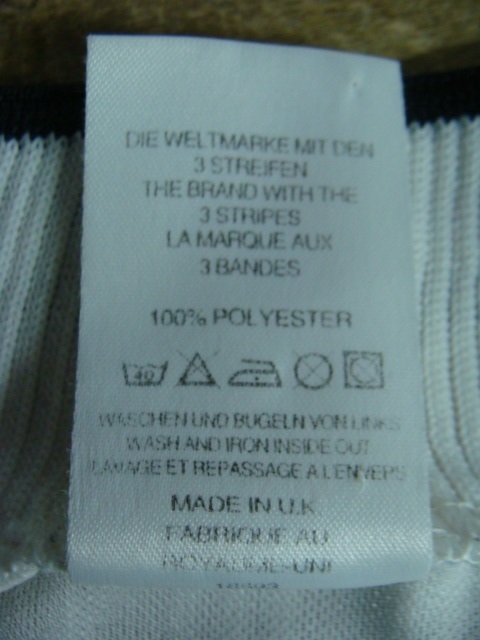 DIE WELTMARKE MIT DEN
3 STREIFEN
THE BRAND WITH THE
3 STRIPES
LA MARQUE AUX
3 BANDES
100% POLYESTER
40
WASCHEN UND BUGELN VON LINKS
WASH AND IRON INSIDE OUT
LAVAGE ET REPASSAGE A L'ENVERS
MADE IN U.K
FABRIQUE AU
ROYAUME-UNI